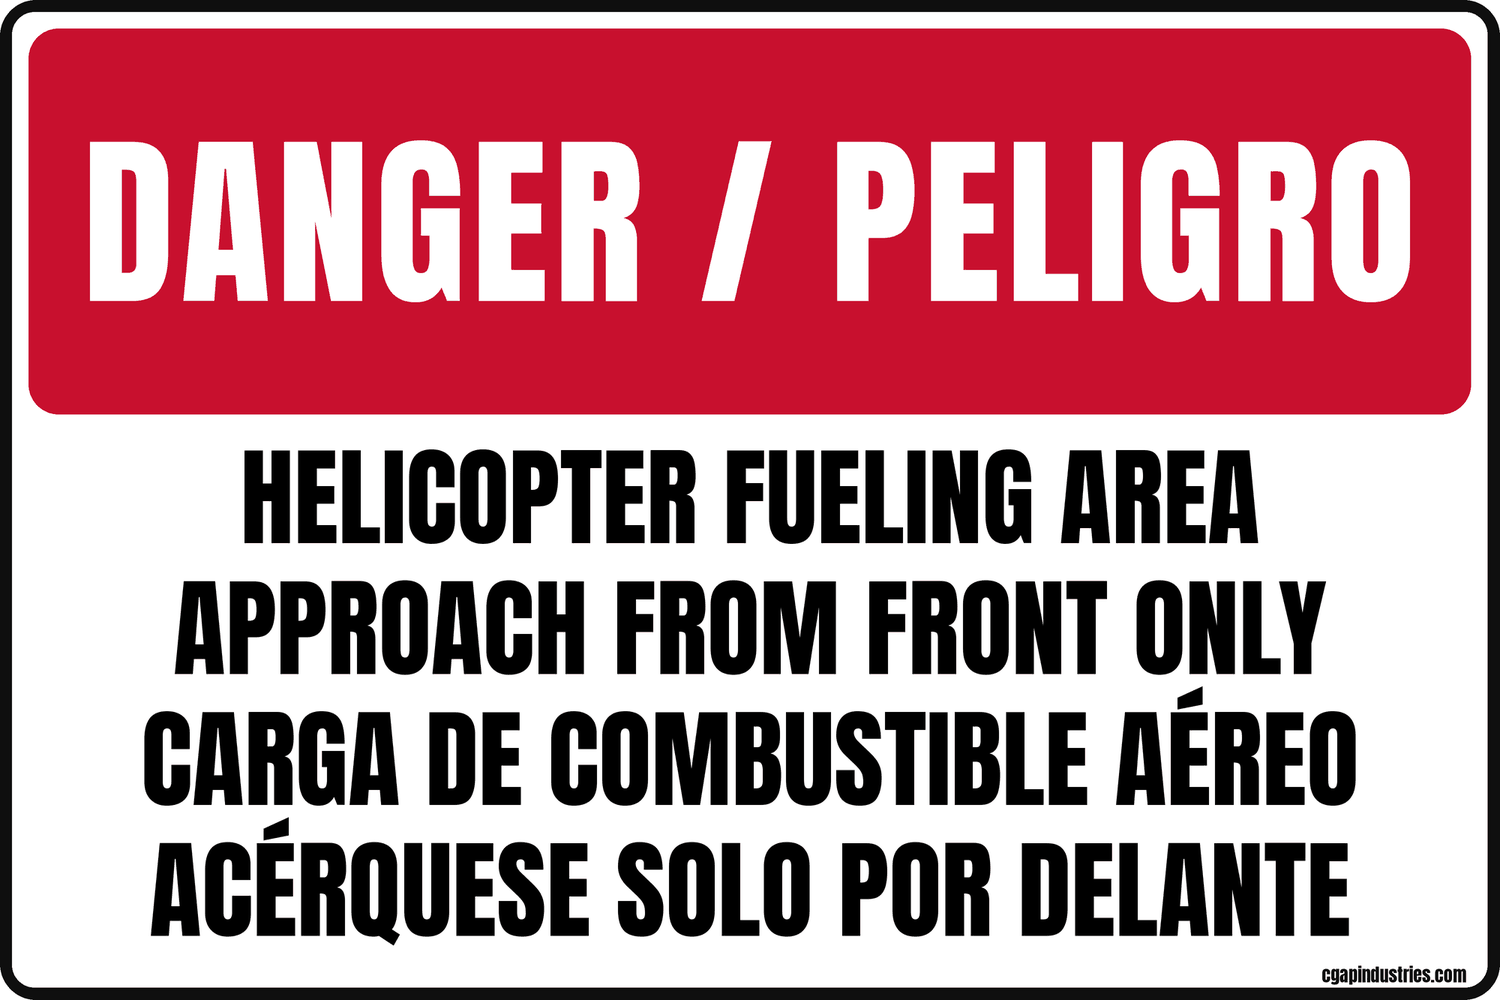 DANGER / PELIGRO
HELICOPTER FUELING AREA
APPROACH FROM FRONT ONLY
CARGA DE COMBUSTIBLE AÉREO
ACÉRQUESE SOLO POR DELANTE
cgapindustries.com